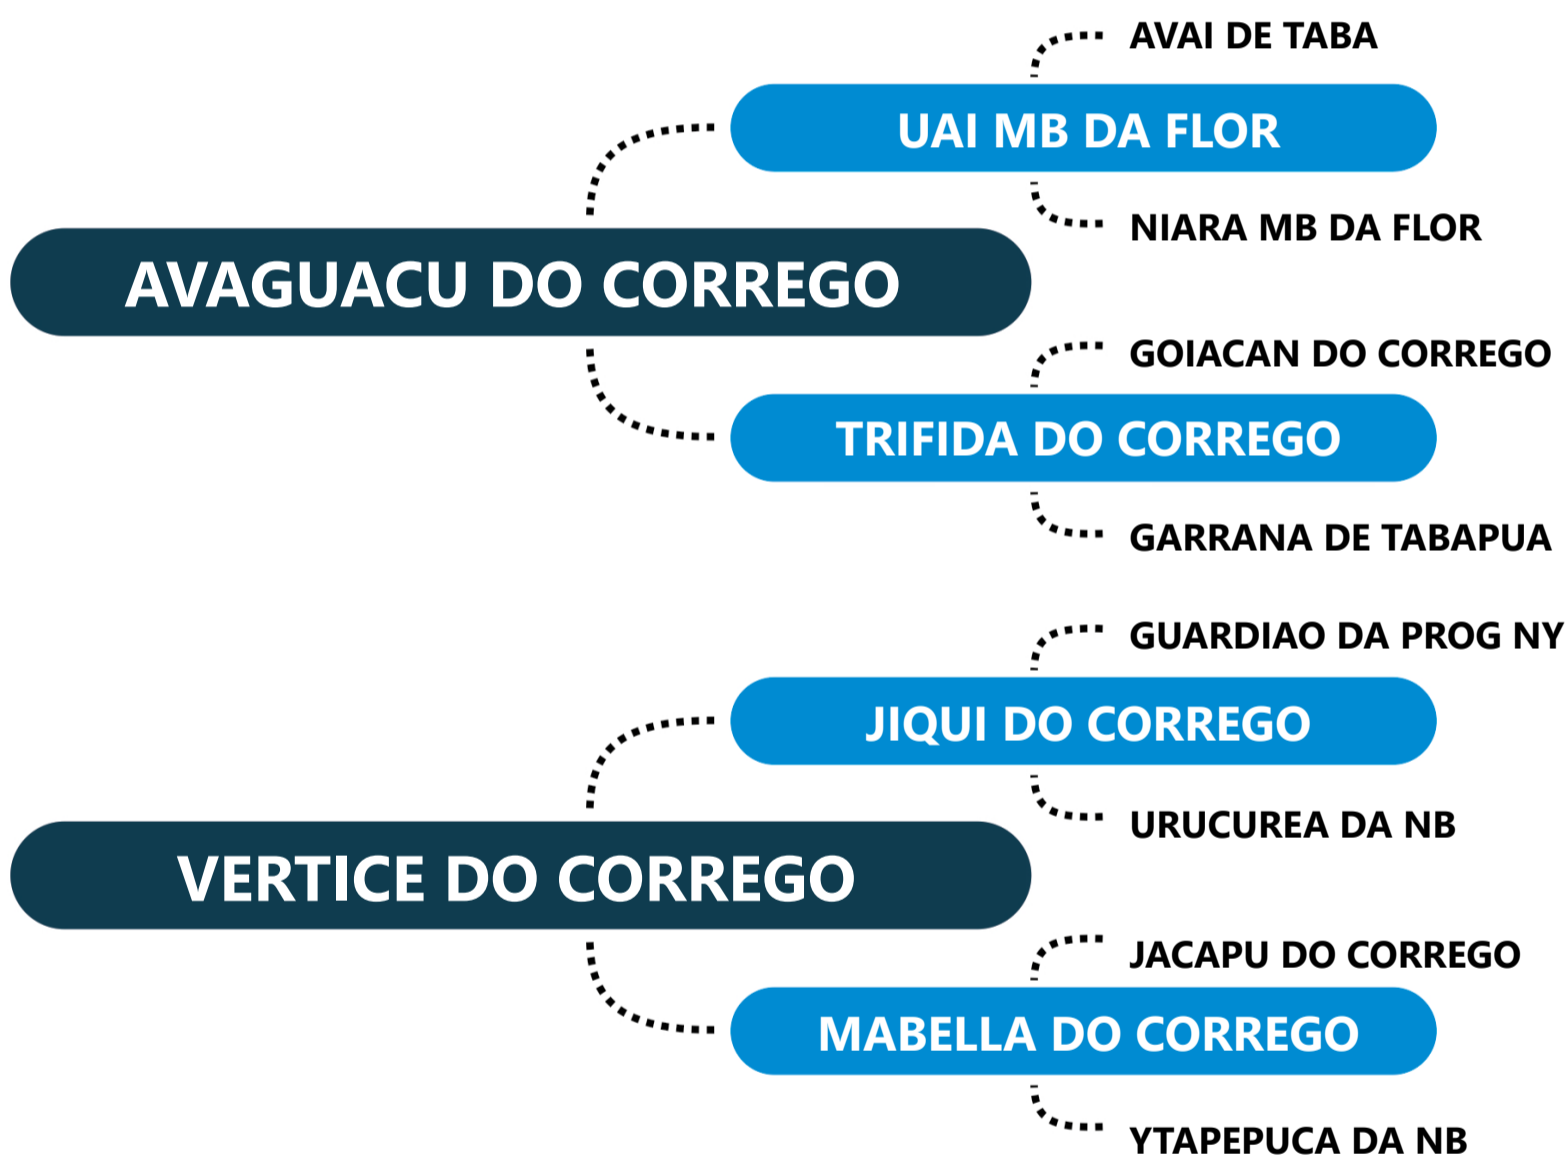 AVAI DE TABA
UAI MB DA FLOR
NIARA MB DA FLOR
AVAGUACU DO CORREGO
GOIACAN DO CORREGO
TRIFIDA DO CORREGO
GARRANA DE TABAPUA
GUARDIAO DA PROG NY
JIQUI DO CORREGO
URUCUREA DA NB
VERTICE DO CORREGO
JACAPU DO CORREGO
MABELLA DO CORREGO
YTAPEPUCA DA NB